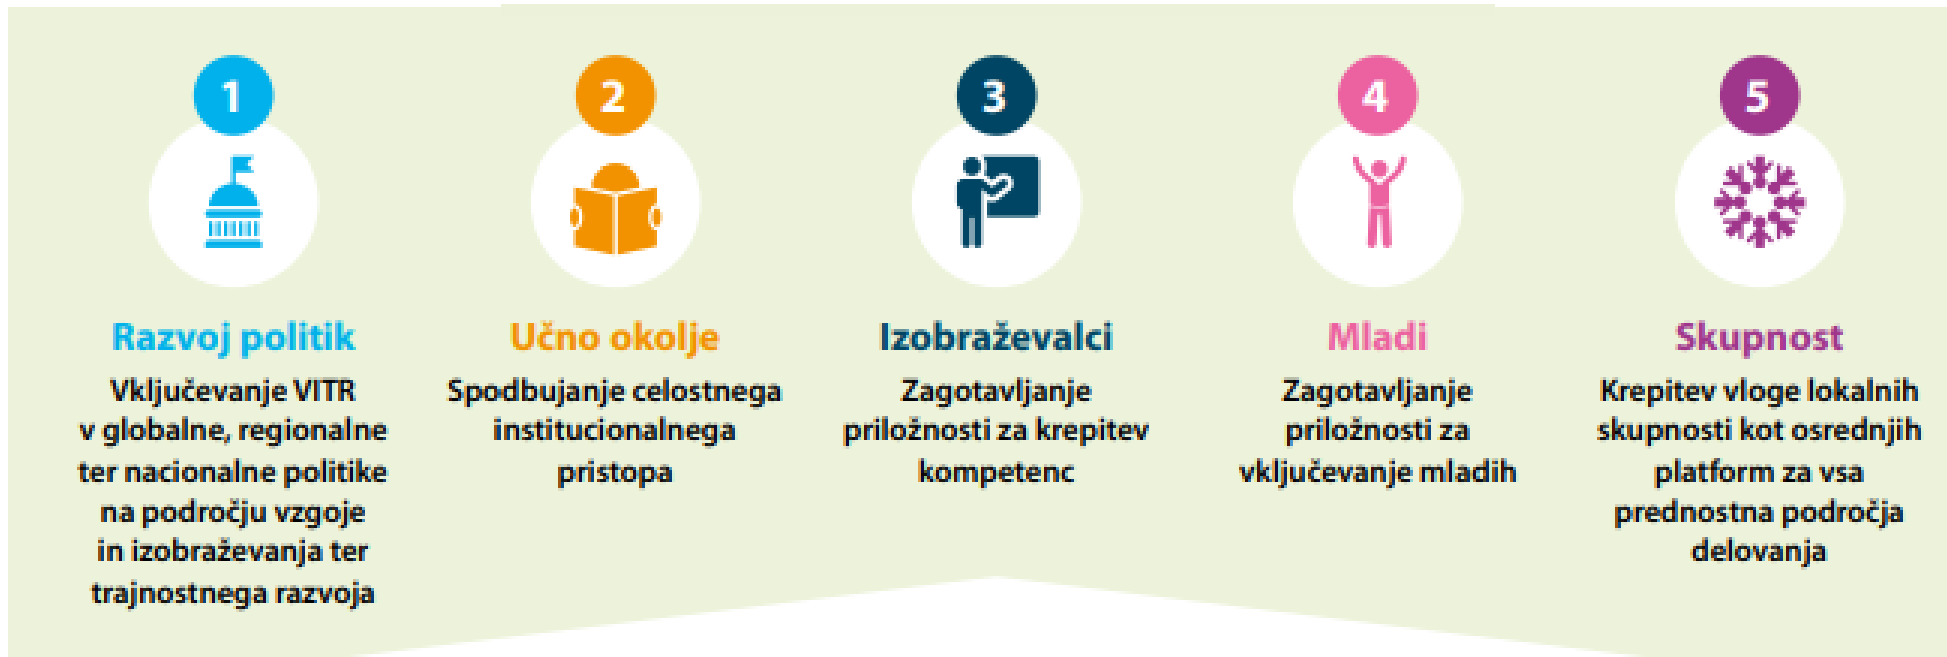 1
Razvoj politik
Vključevanje VITR
v globalne, regionalne
ter nacionalne politike
na področju vzgoje
in izobraževanja ter
trajnostnega razvoja
2
Učno okolje
Spodbujanje celostnega
institucionalnega
pristopa
3
Izobraževalci
Zagotavljanje
priložnosti za krepitev
kompetenc
4
Mladi
Zagotavljanje
priložnosti za
vključevanje mladih
5
Skupnost
Krepitev vloge lokalnih
skupnosti kot osrednjih
platform za vsa
prednostna področja
delovanja